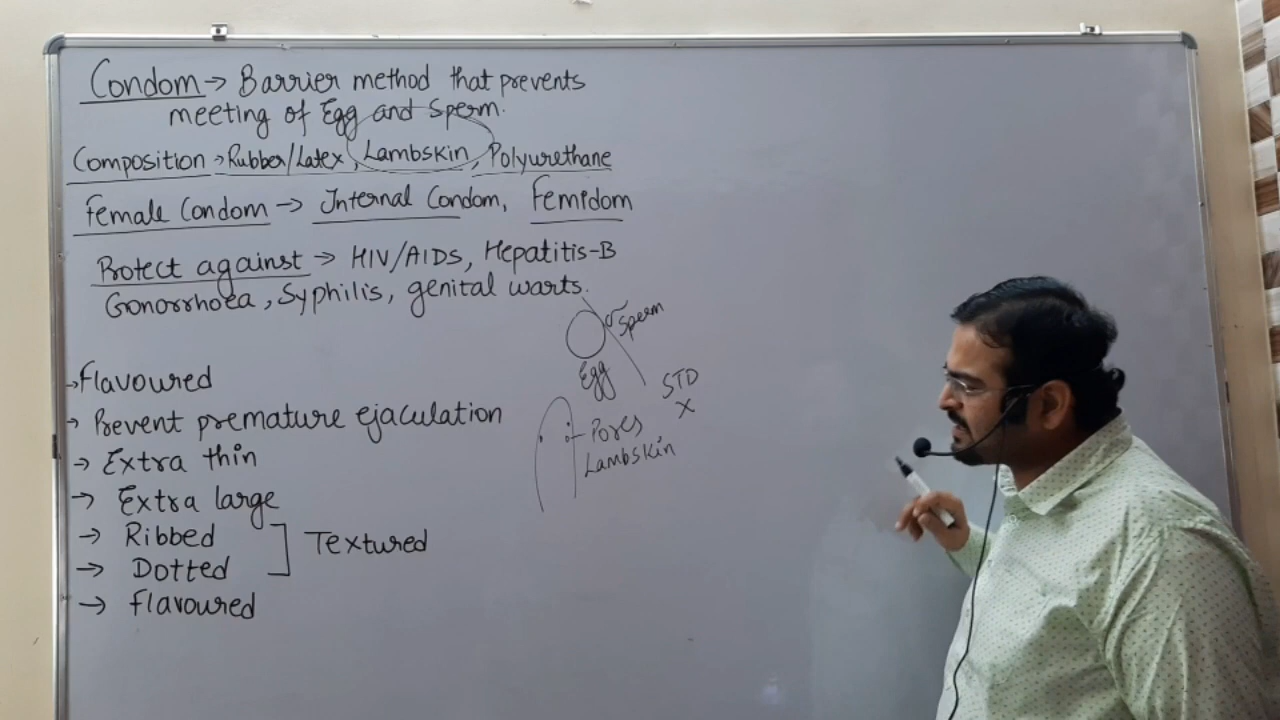 Condom → Barrier method that prevents
meeting of Egg and Sperm.
Composition → Rubber/Latex, Lambskin, Polyurethane
Female Condom → Internal Condom, Femidom
Protect against → HIV/AIDs, Hepatitis-B
Gonorrhoea, Syphilis, genital warts.
Sperm
Egg
STD
X
Pores
Lambskin
→ Flavoured
→ Prevent premature ejaculation
→ Extra thin
→ Extra large
→ Ribbed
→ Dotted
Textured
→ flavoured